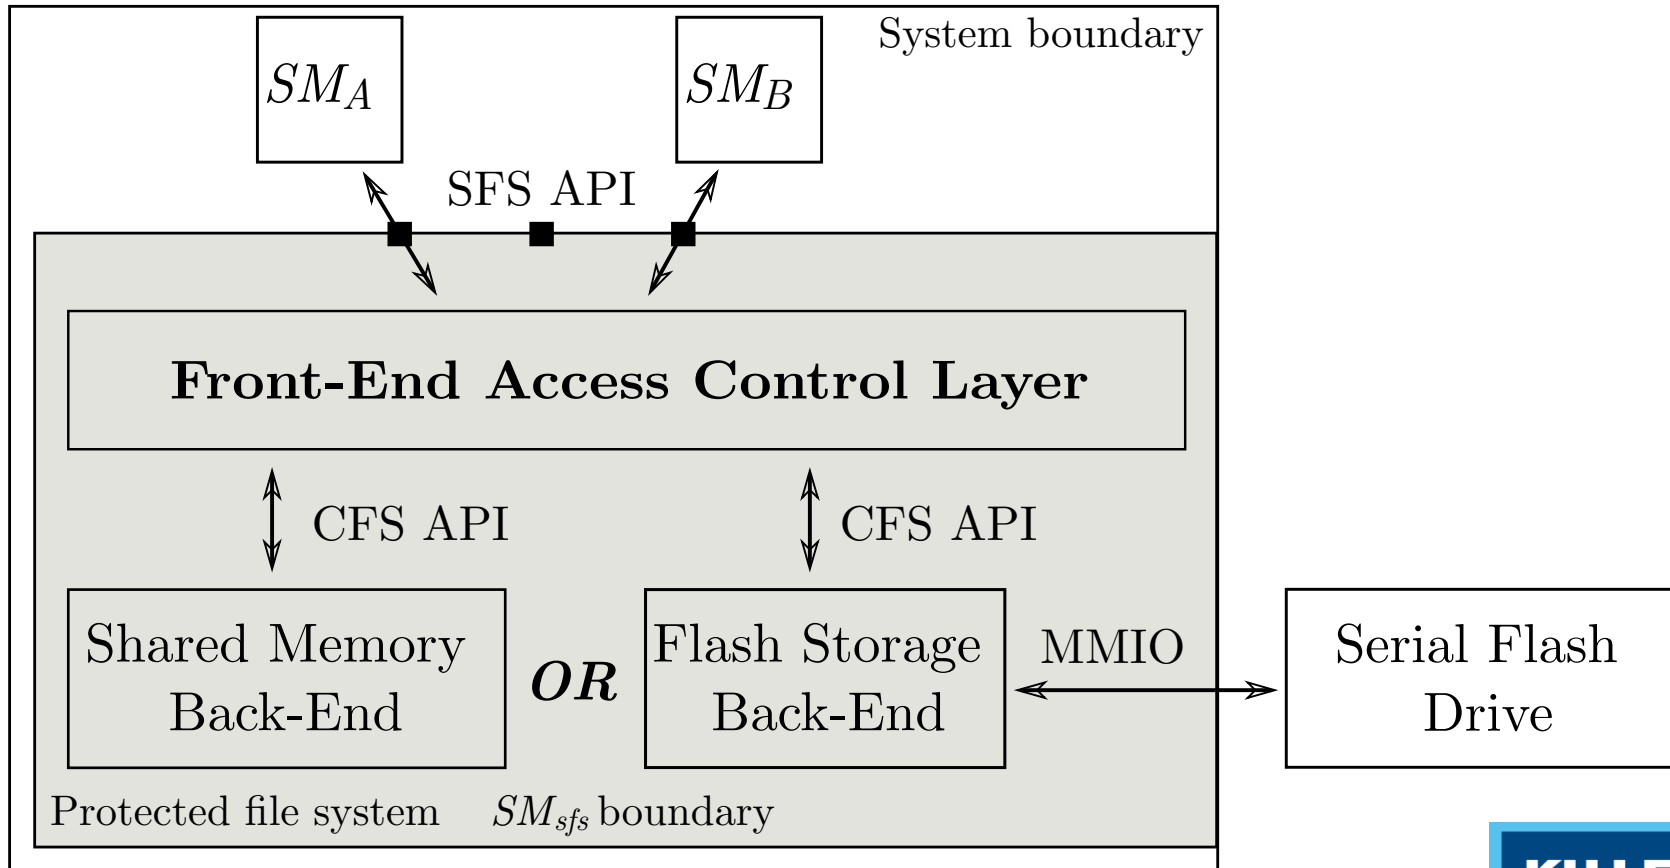 System boundary
SM_A
SM_B
SFS API
Front-End Access Control Layer
CFS API
CFS API
Shared Memory
Back-End
OR
Flash Storage
Back-End
MMIO
Serial Flash
Drive
Protected file system SM_sfs boundary